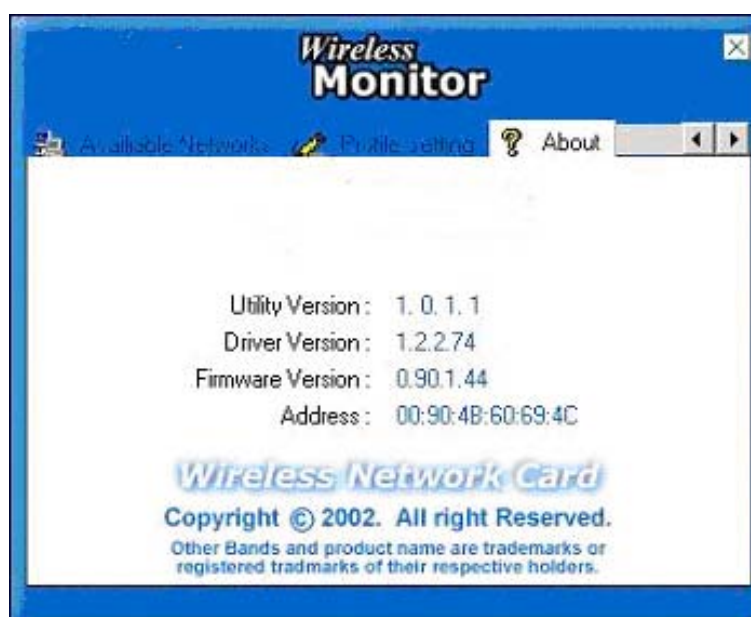 Wireless
Monitor
Availiable Networks Profile Setting About
Utility Version : 1. 0. 1. 1
Driver Version : 1.2.2.74
Firmware Version : 0.90.1.44
Address : 00:90:4B:60:69:4C
Wireless Network Card
Copyright © 2002. All right Reserved.
Other Bands and product name are trademarks or
registered tradmarks of their respective holders.